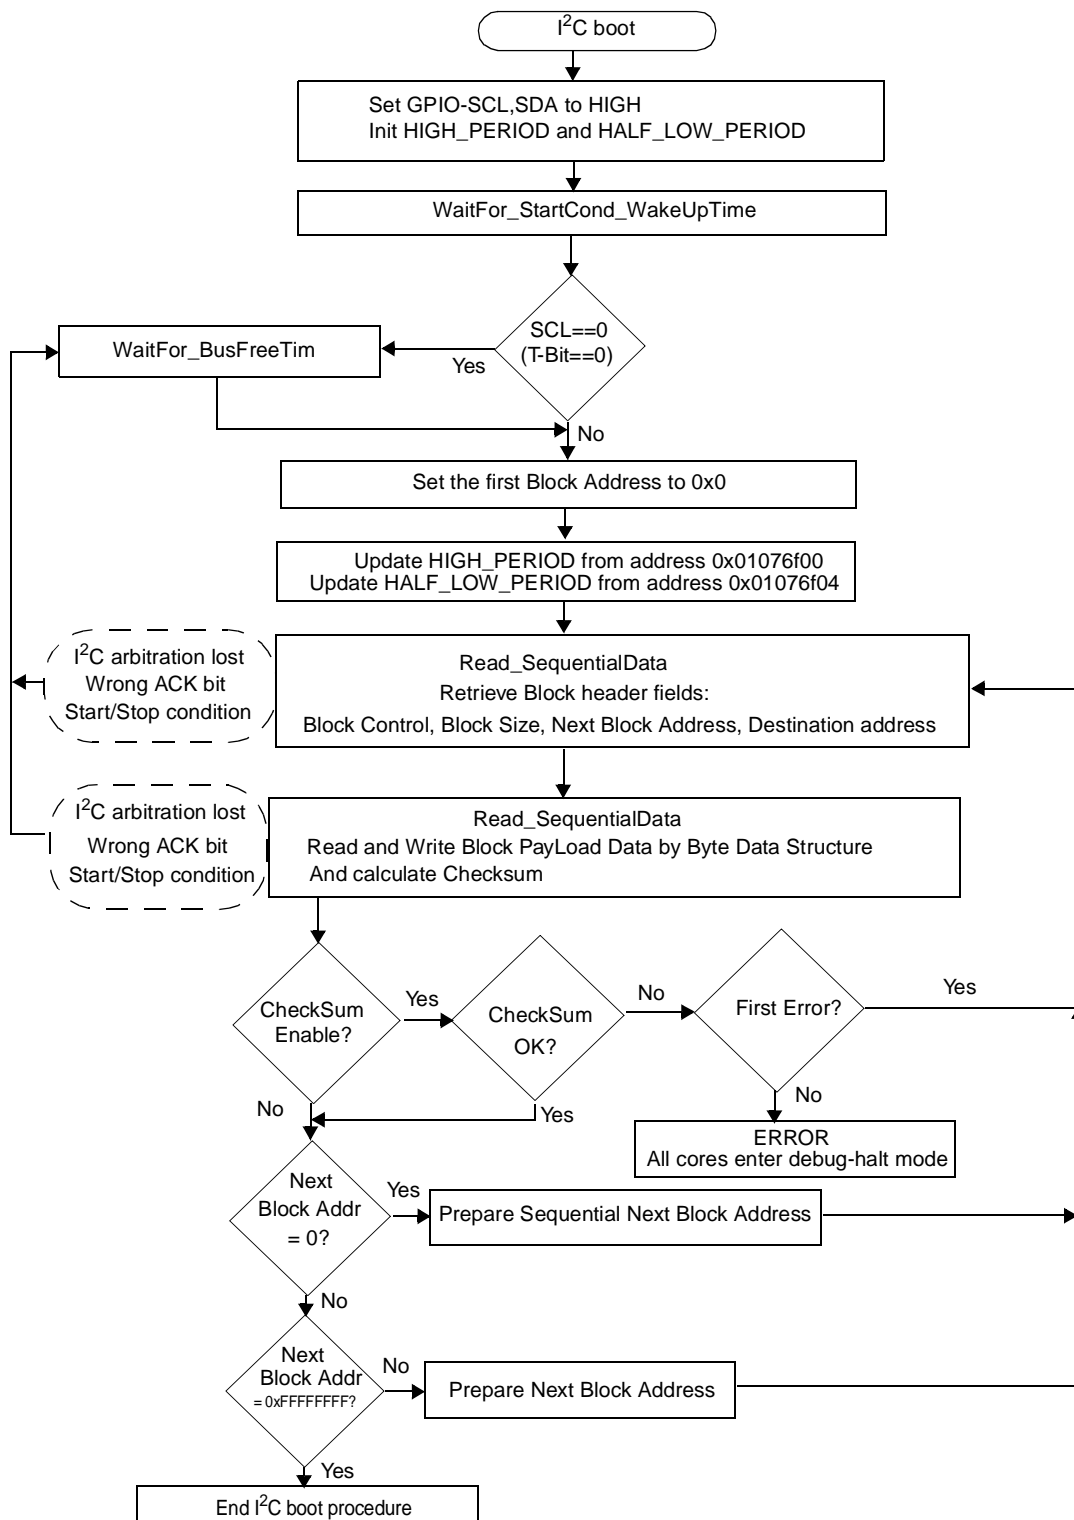 I²C boot
Set GPIO-SCL,SDA to HIGH
Init HIGH_PERIOD and HALF_LOW_PERIOD
WaitFor_StartCond_WakeUpTime
SCL==0
(T-Bit==0)
Yes
WaitFor_BusFreeTim
No
Set the first Block Address to 0x0
Update HIGH_PERIOD from address 0x01076f00
Update HALF_LOW_PERIOD from address 0x01076f04
I²C arbitration lost
Wrong ACK bit
Start/Stop condition
Read_SequentialData
Retrieve Block header fields:
Block Control, Block Size, Next Block Address, Destination address
I²C arbitration lost
Wrong ACK bit
Start/Stop condition
Read_SequentialData
Read and Write Block PayLoad Data by Byte Data Structure
And calculate Checksum
CheckSum
Enable?
Yes
CheckSum
OK?
No
First Error?
Yes
No
Yes
No
ERROR
All cores enter debug-halt mode
Next
Block Addr
= 0?
Yes
Prepare Sequential Next Block Address
No
Next
Block Addr
= 0xFFFFFFFF?
No
Prepare Next Block Address
Yes
End I²C boot procedure